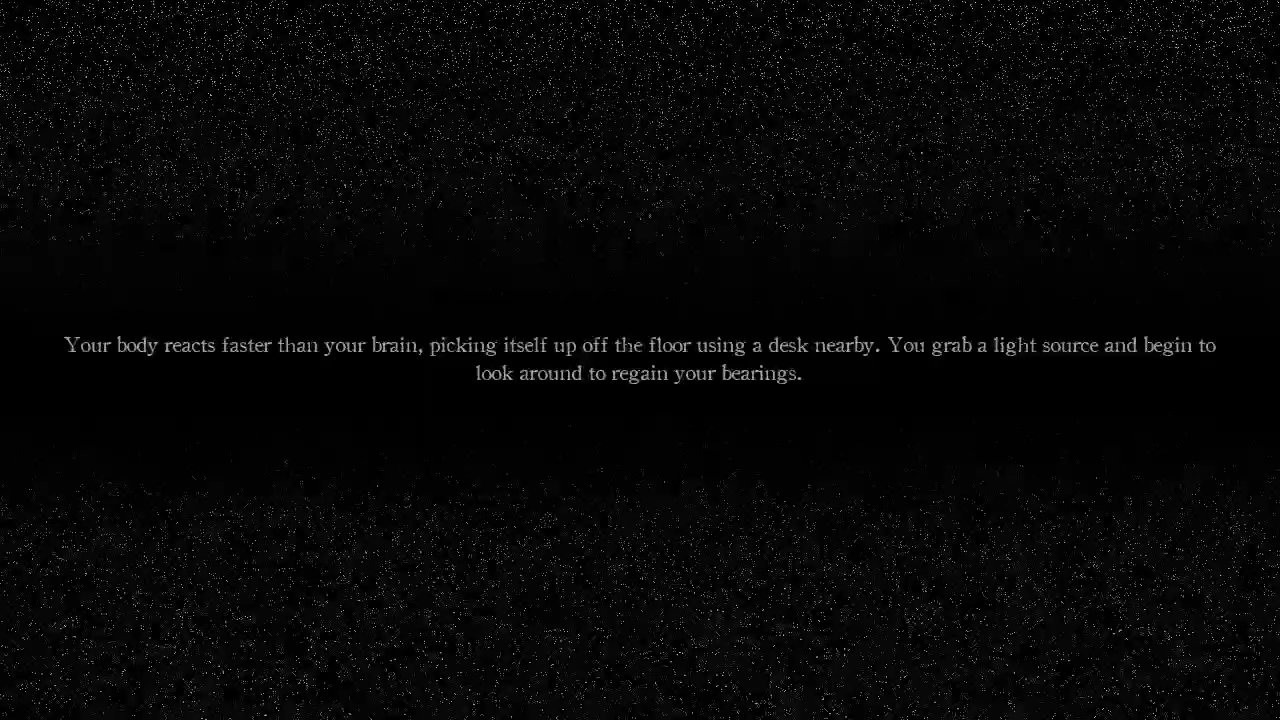 Your body reacts faster than your brain, picking itself up off the floor using a desk nearby. You grab a light source and begin to
look around to regain your bearings.